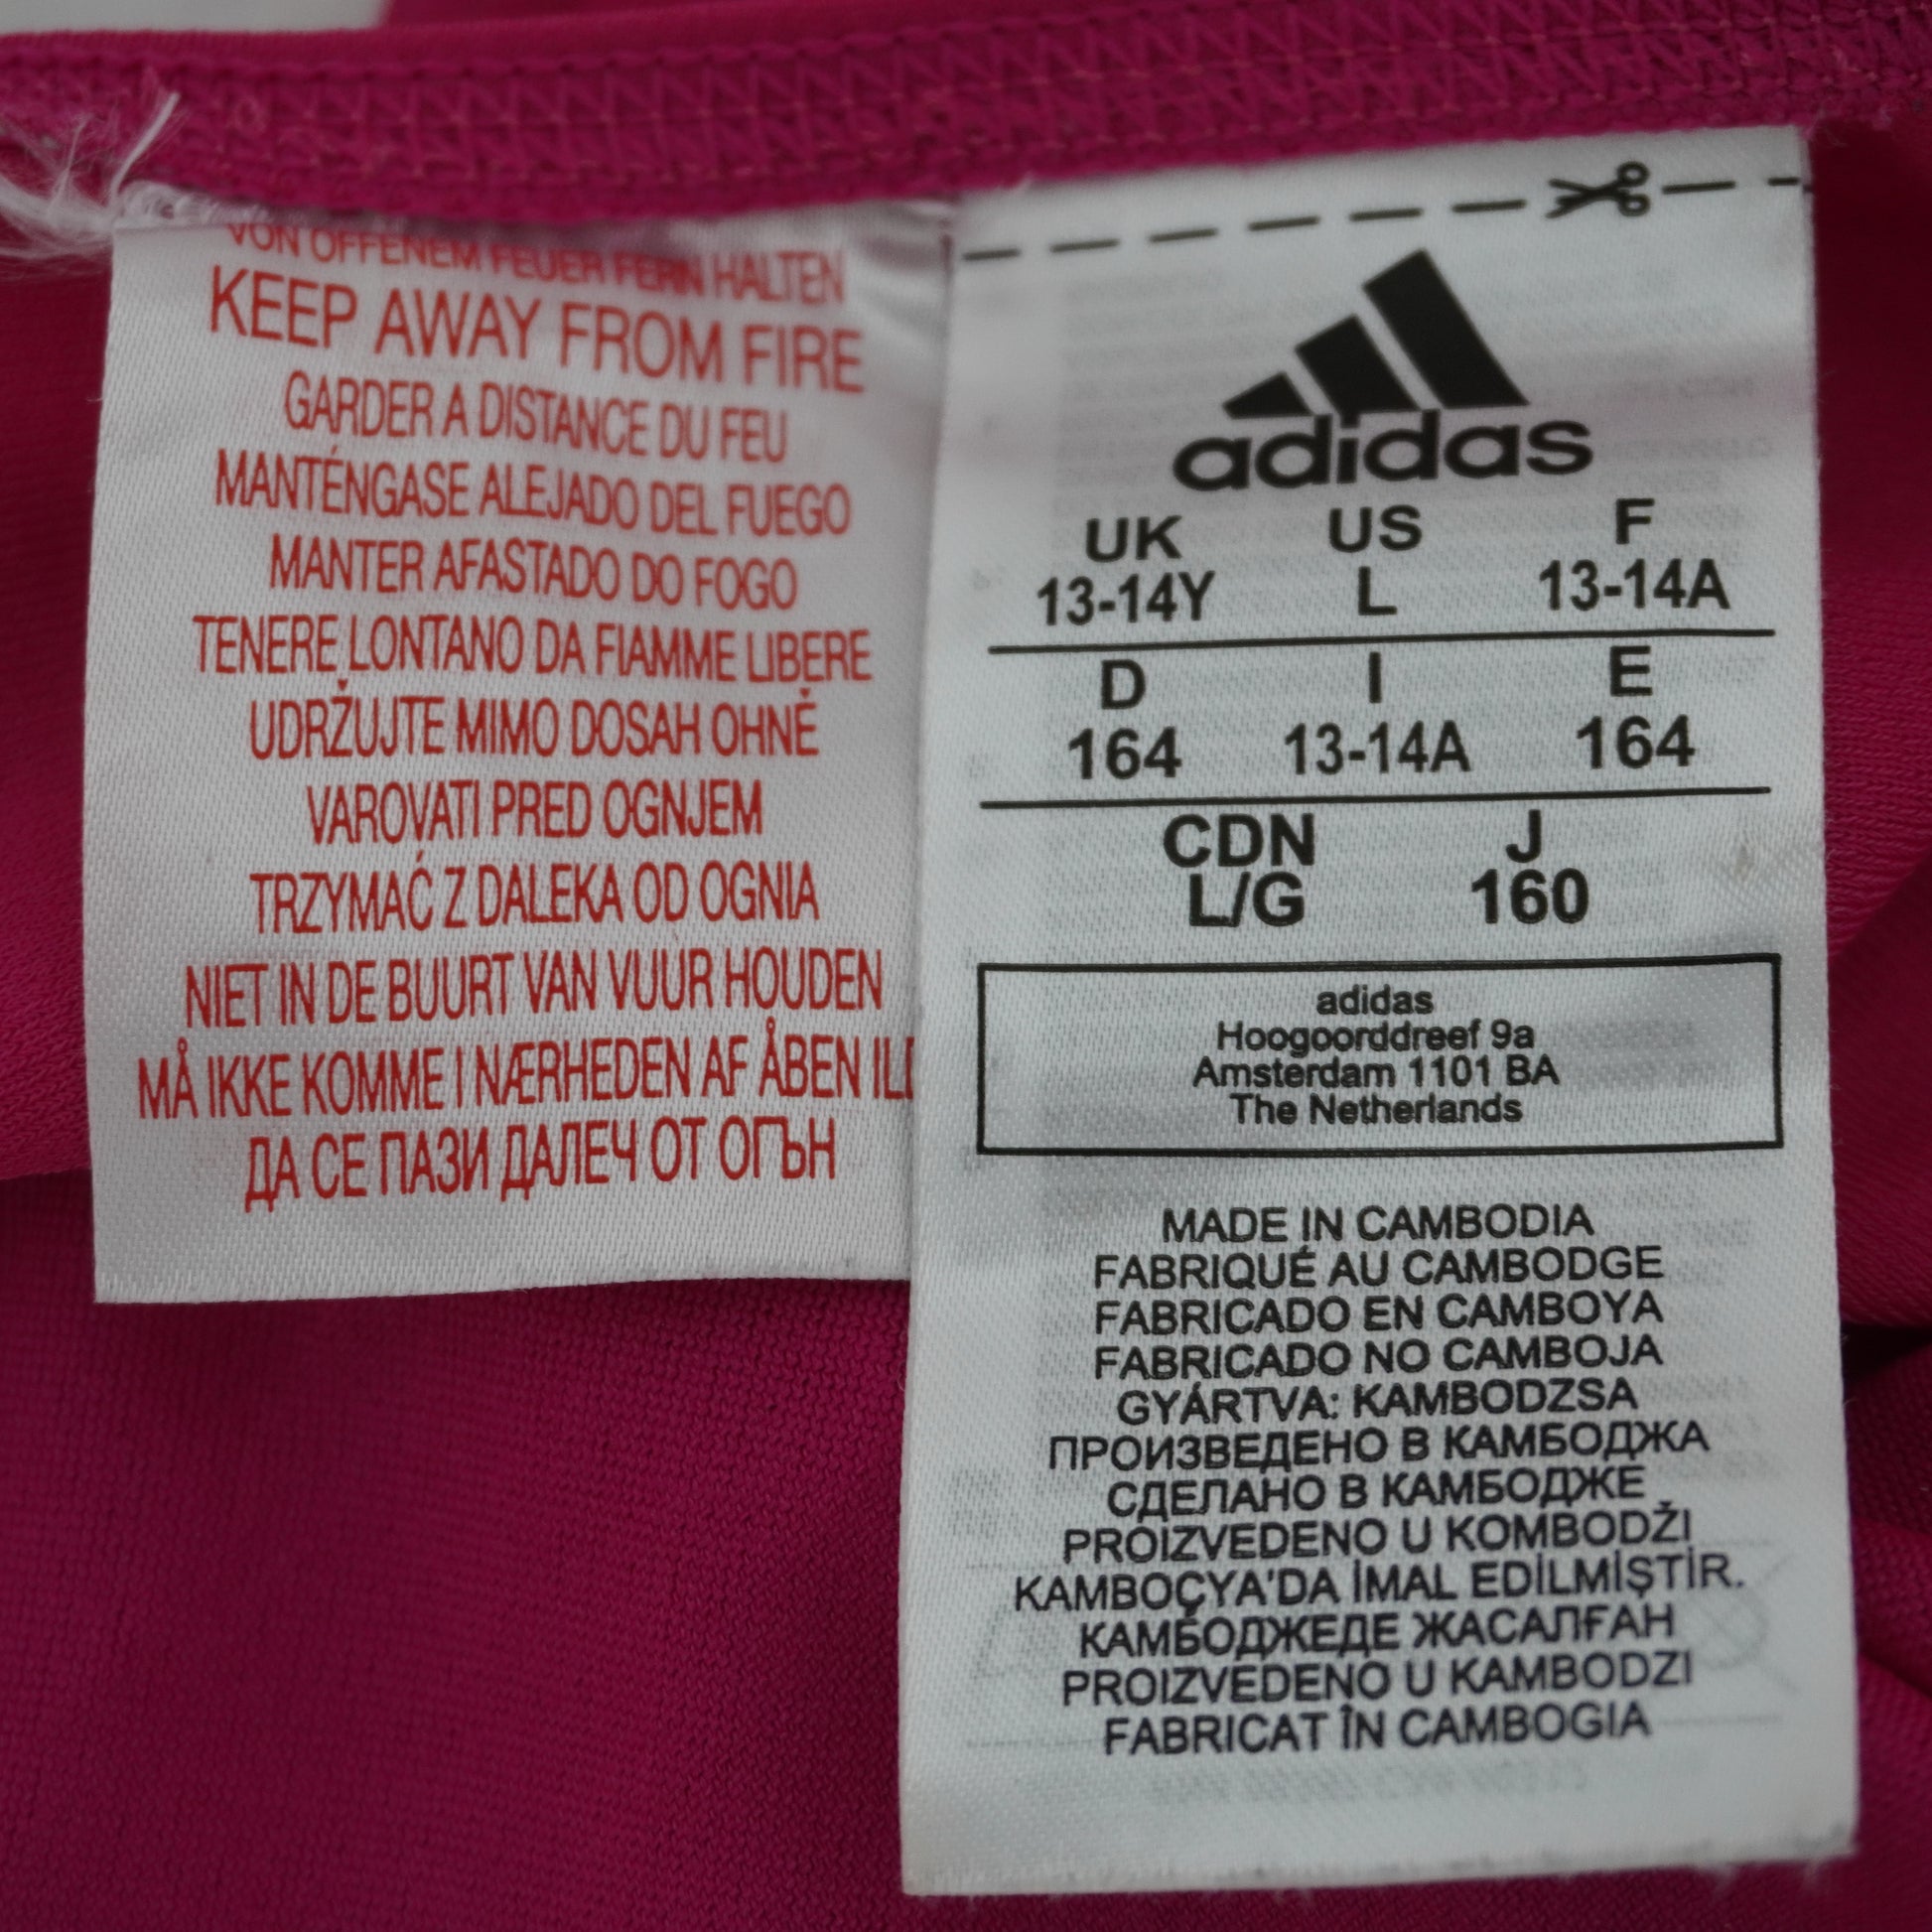 VON OFFENEM FEUER FERN HALTEN
KEEP AWAY FROM FIRE
GARDER A DISTANCE DU FEU
MANTÉNGASE ALEJADO DEL FUEGO
MANTER AFASTADO DO FOGO
TENERE LONTANO DA FIAMME LIBERE
UDRŽUJTE MIMO DOSAH OHNĚ
VAROVATI PRED OGNJEM
TRZYMAĆ Z DALEKA OD OGNIA
NIET IN DE BUURT VAN VUUR HOUDEN
MÅ IKKE KOMME I NÆRHEDEN AF ÅBEN ILD
ДА СЕ ПАЗИ ДАЛЕЧ ОТ ОГЪН
adidas
UK US F
13-14Y L 13-14A
D I E
164 13-14A 164
CDN J
L/G 160
adidas
Hoogoorddreef 9a
Amsterdam 1101 BA
The Netherlands
MADE IN CAMBODIA
FABRIQUÉ AU CAMBODGE
FABRICADO EN CAMBOYA
FABRICADO NO CAMBOJA
GYÁRTVA: KAMBODZSA
ПРОИЗВЕДЕНО В КАМБОДЖА
СДЕЛАНО В КАМБОДЖЕ
PROIZVEDENO U KOMBODŽI
KAMBOÇYA'DA İMAL EDİLMİŞTİR.
КАМБОДЖЕДЕ ЖАСАЛҒАН
PROIZVEDENO U KAMBODZI
FABRICAT ÎN CAMBOGIA